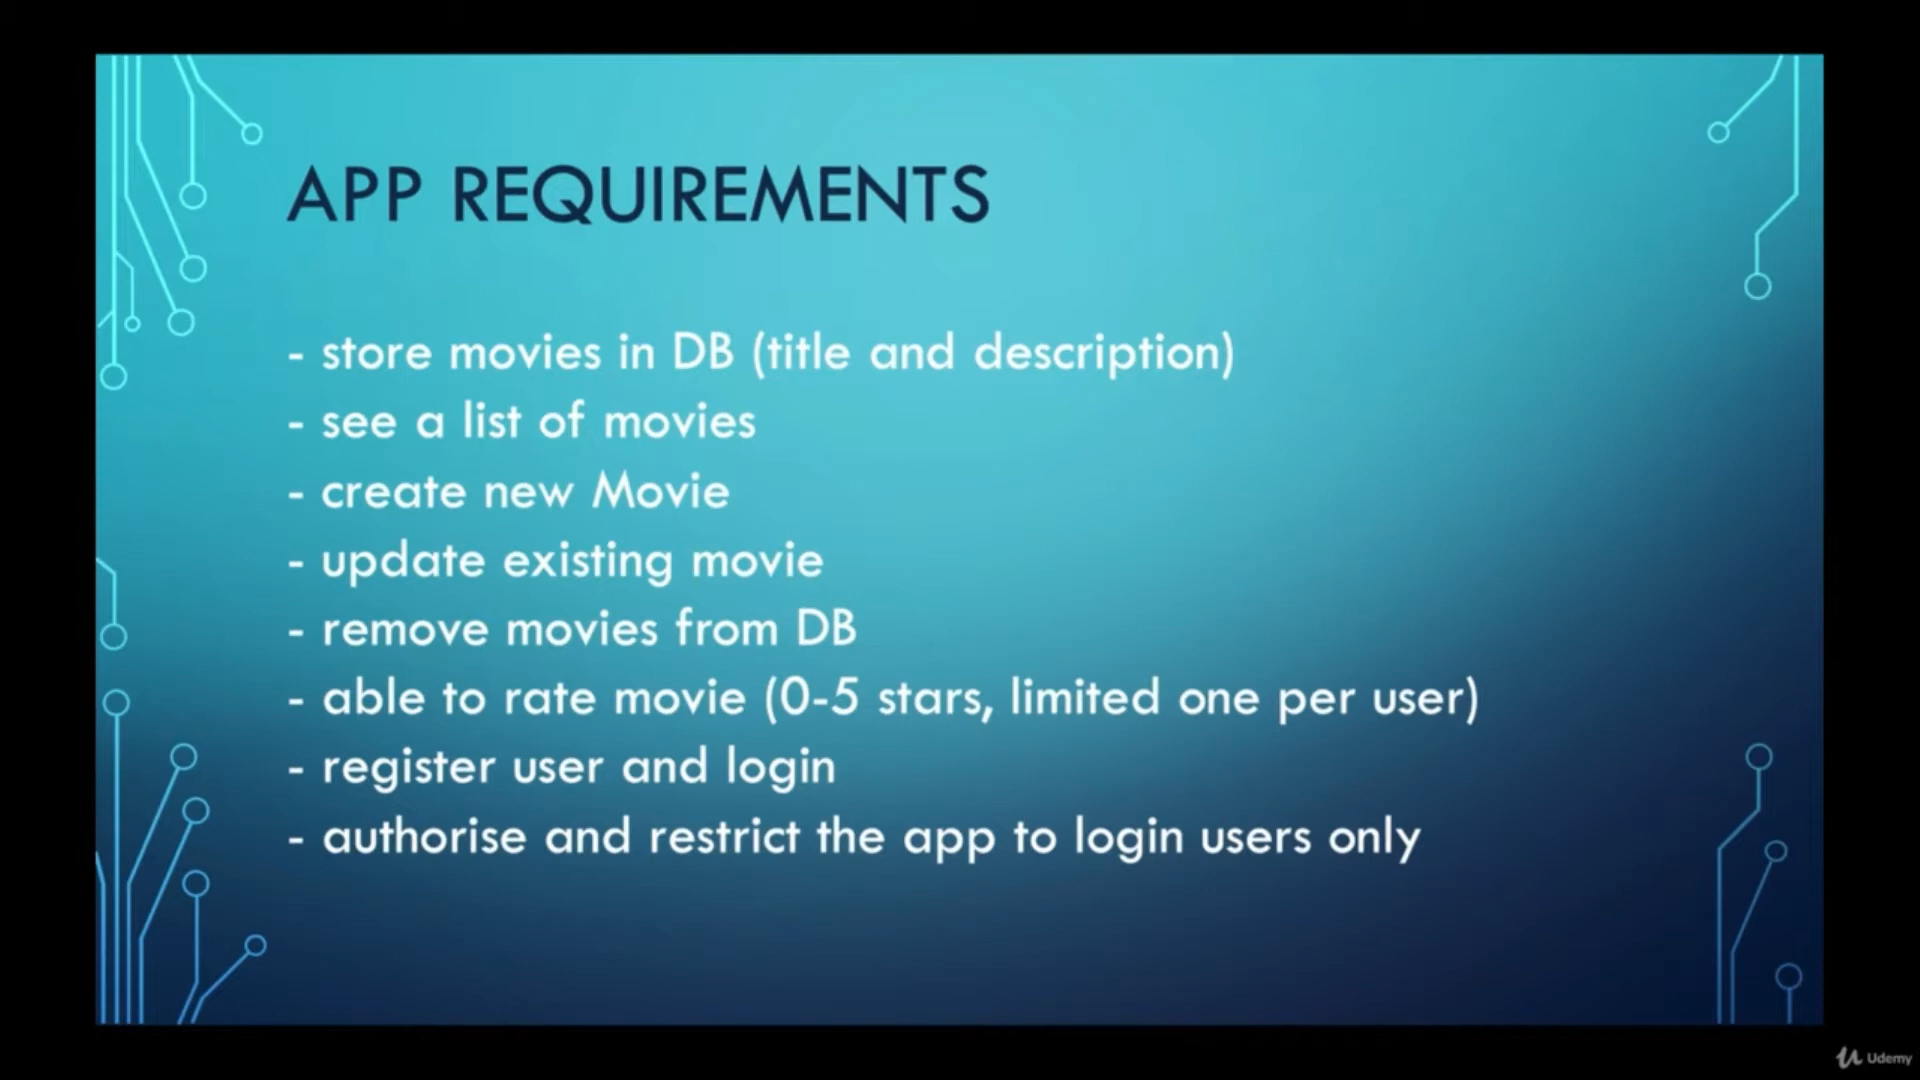 APP REQUIREMENTS
- store movies in DB (title and description)
- see a list of movies
- create new Movie
- update existing movie
- remove movies from DB
- able to rate movie (0-5 stars, limited one per user)
- register user and login
- authorise and restrict the app to login users only
Udemy